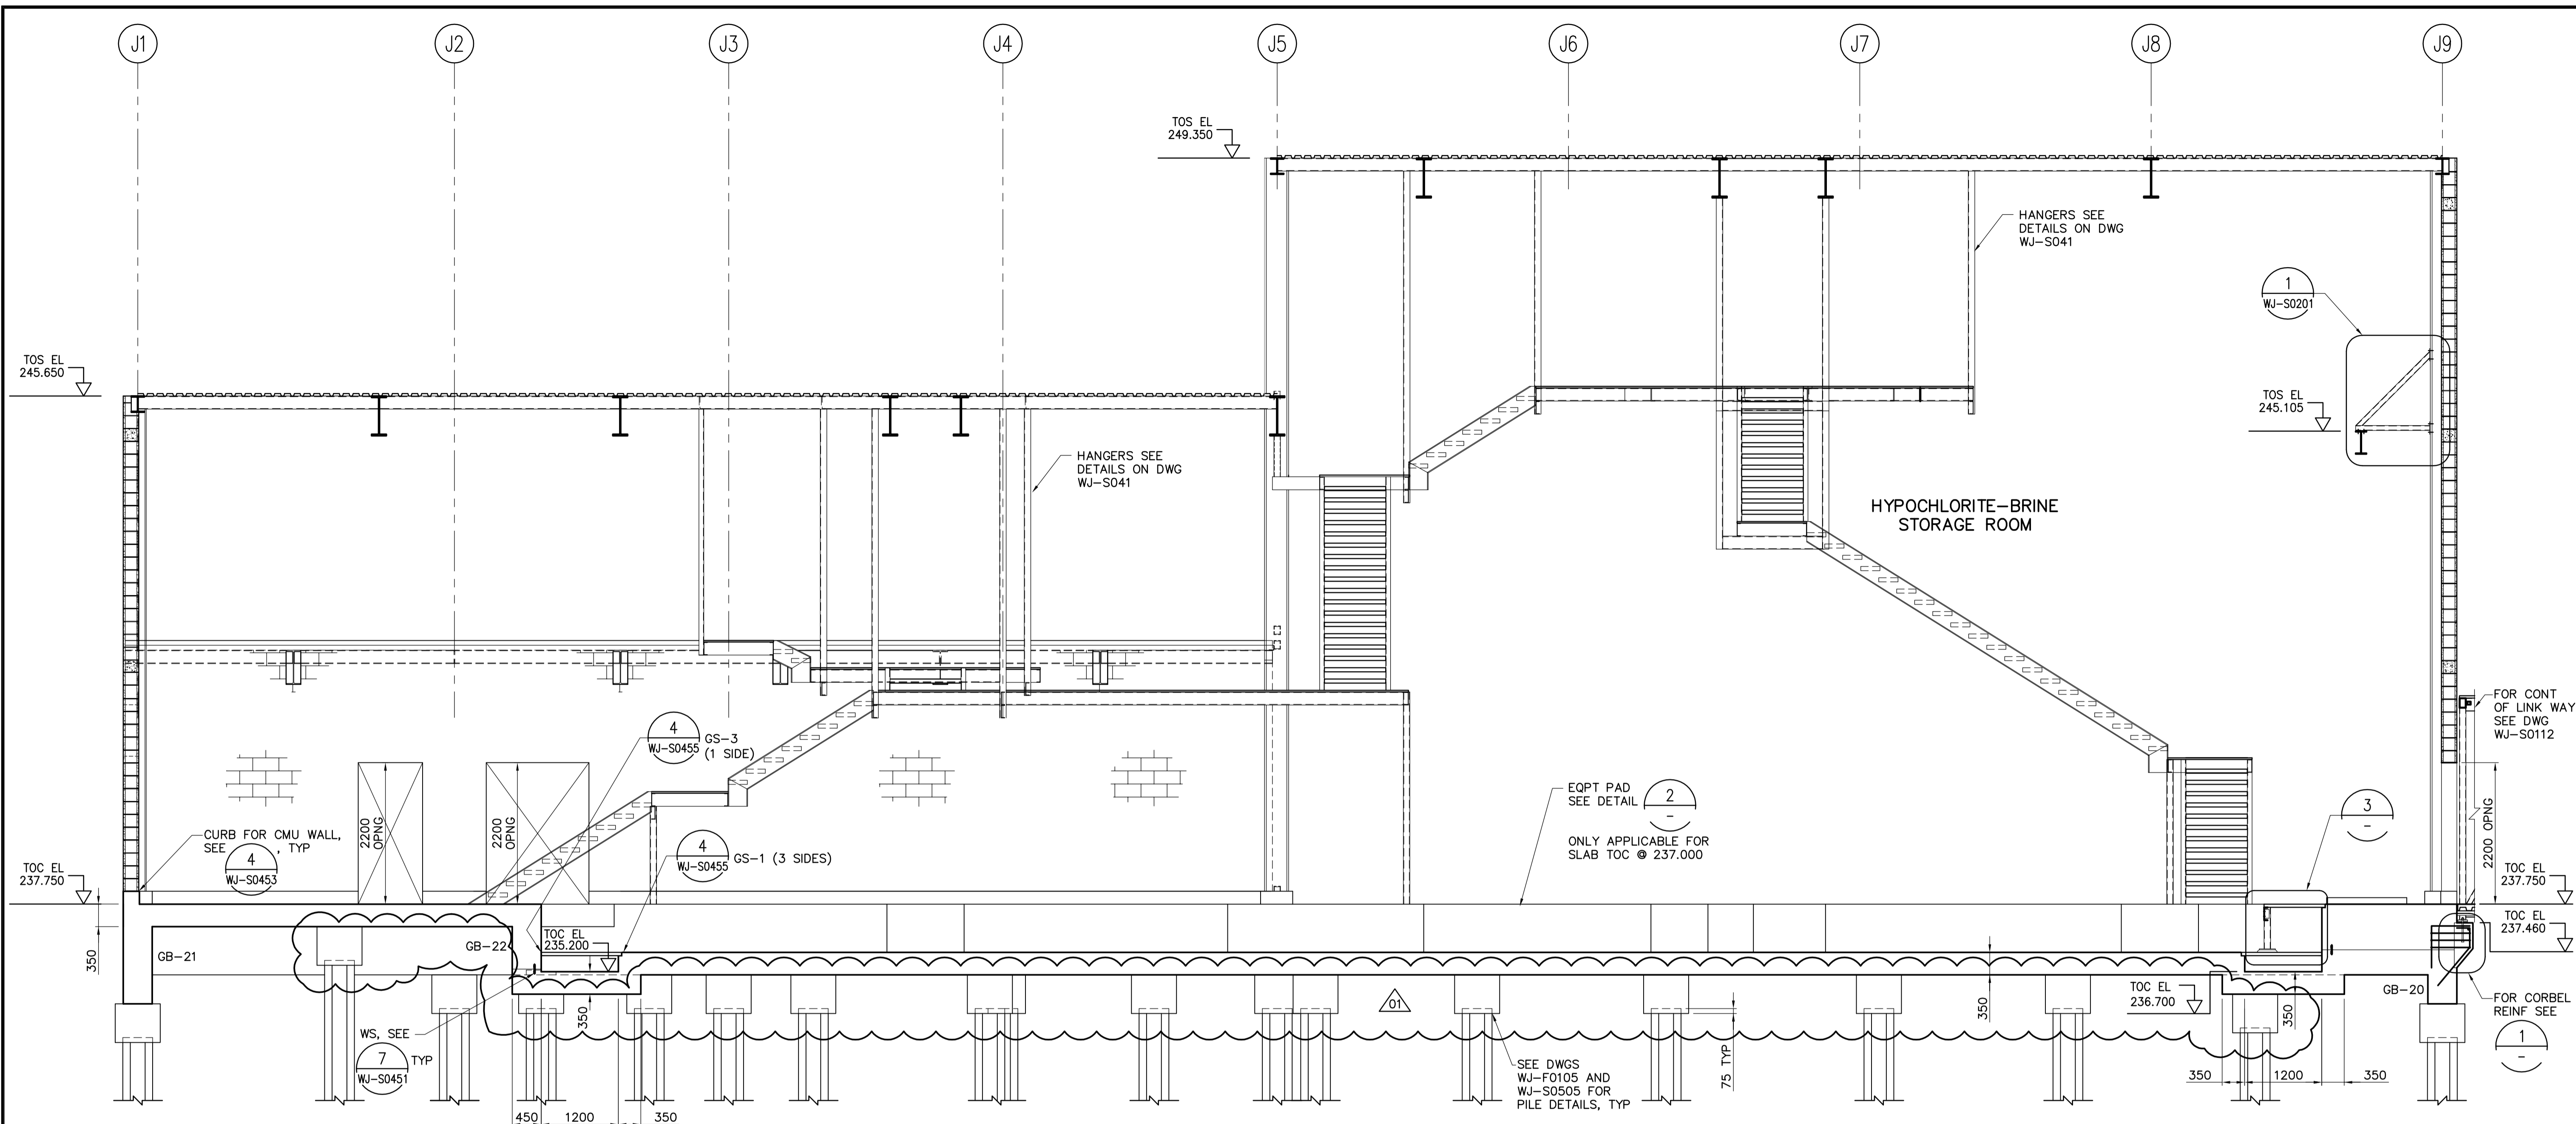 J1
J2
J3
J4
J5
J6
J7
J8
J9
TOS EL
249.350
HANGERS SEE
DETAILS ON DWG
WJ-S041
1
WJ-S0201
TOS EL
245.650
TOS EL
245.105
HANGERS SEE
DETAILS ON DWG
WJ-S041
HYPOCHLORITE-BRINE
STORAGE ROOM
FOR CONT
OF LINK WAY
SEE DWG
WJ-S0112
4
WJ-S0455
GS-3
(1 SIDE)
EQPT PAD
SEE DETAIL
2
-
ONLY APPLICABLE FOR
SLAB TOC @ 237.000
3
-
2200
OPNG
2200
OPNG
2200 OPNG
CURB FOR CMU WALL,
SEE
4
WJ-S0453
, TYP
4
WJ-S0455
GS-1 (3 SIDES)
TOC EL
237.750
TOC EL
237.750
TOC EL
237.460
350
GB-21
GB-22
TOC EL
235.200
350
WS, SEE
7
WJ-S0451
TYP
01
75 TYP
350
TOC EL
236.700
350
GB-20
FOR CORBEL
REINF SEE
1
-
SEE DWGS
WJ-F0105 AND
WJ-S0505 FOR
PILE DETAILS, TYP
350
1200
350
450
1200
350